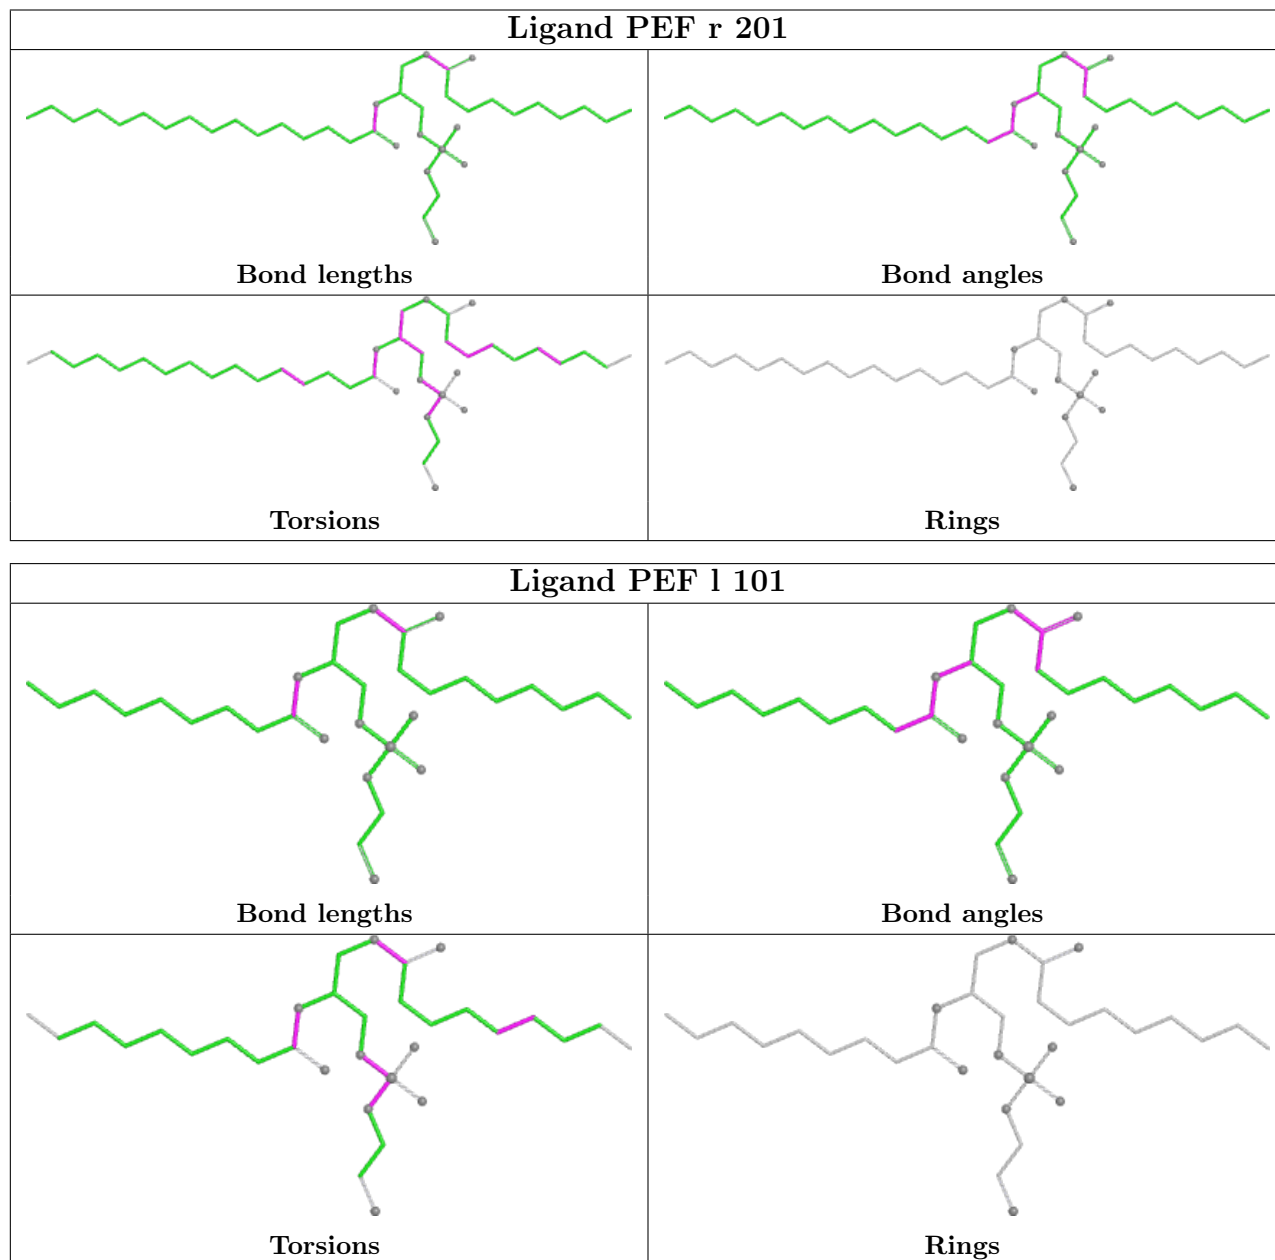 Ligand PEF r 201
Bond lengths
Bond angles
Torsions
Rings
Ligand PEF l 101
Bond lengths
Bond angles
Torsions
Rings